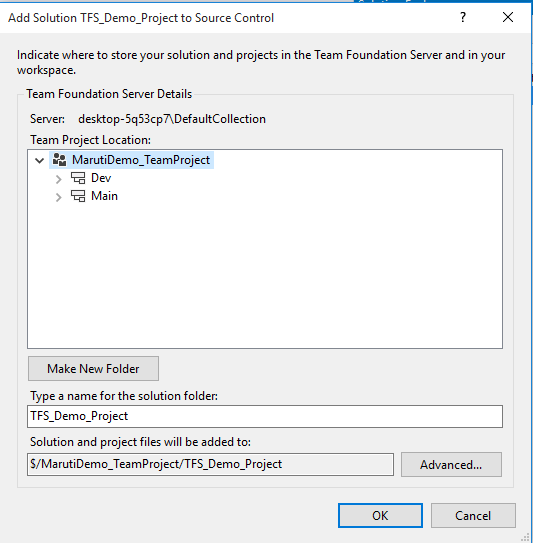 Add Solution TFS_Demo_Project to Source Control
?
Indicate where to store your solution and projects in the Team Foundation Server and in your
workspace.
Team Foundation Server Details
Server: desktop-5q53cp7\DefaultCollection
Team Project Location:
MarutiDemo_TeamProject
Dev
Main
Make New Folder
Type a name for the solution folder:
TFS_Demo_Project
Solution and project files will be added to:
$/MarutiDemo_TeamProject/TFS_Demo_Project
Advanced...
OK
Cancel